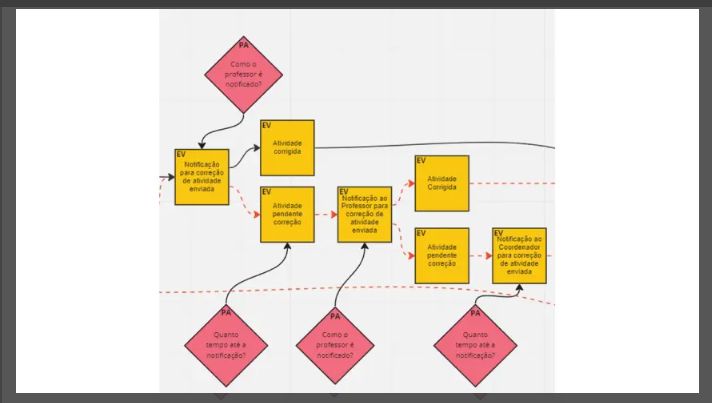 PA
Como o
professor é
notificado?
EV
Notificação
para correção
de atividade
enviada
EV
Atividade
corrigida
EV
Atividade
pendente
correção
EV
Notificação ao
Professor para
correção de
atividade
enviada
EV
Atividade
Corrigida
EV
Atividade
pendente
correção
EV
Notificação ao
Coordenador
para correção
de atividade
enviada
PA
Quanto
tempo até a
notificação?
PA
Como o
professor é
notificado?
PA
Quanto
tempo até a
notificação?